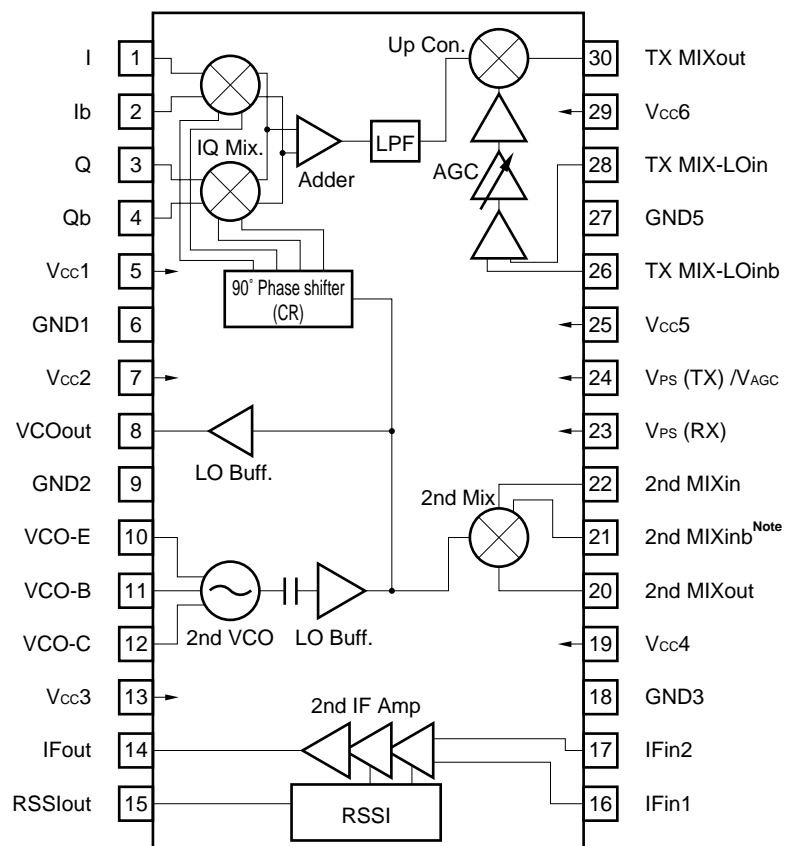 I
1
Ib
2
Q
3
Qb
4
Vcc1
5
GND1
6
Vcc2
7
VCOout
8
GND2
9
VCO-E
10
VCO-B
11
VCO-C
12
Vcc3
13
IFout
14
RSSIout
15
IQ Mix.
Adder
LPF
Up Con.
AGC
90˚ Phase shifter
(CR)
LO Buff.
2nd Mix
2nd VCO
LO Buff.
2nd IF Amp
RSSI
30
TX MIXout
29
Vcc6
28
TX MIX-LOin
27
GND5
26
TX MIX-LOinb
25
Vcc5
24
VPS (TX) /VAGC
23
VPS (RX)
22
2nd MIXin
21
2nd MIXinb Note
20
2nd MIXout
19
Vcc4
18
GND3
17
IFin2
16
IFin1